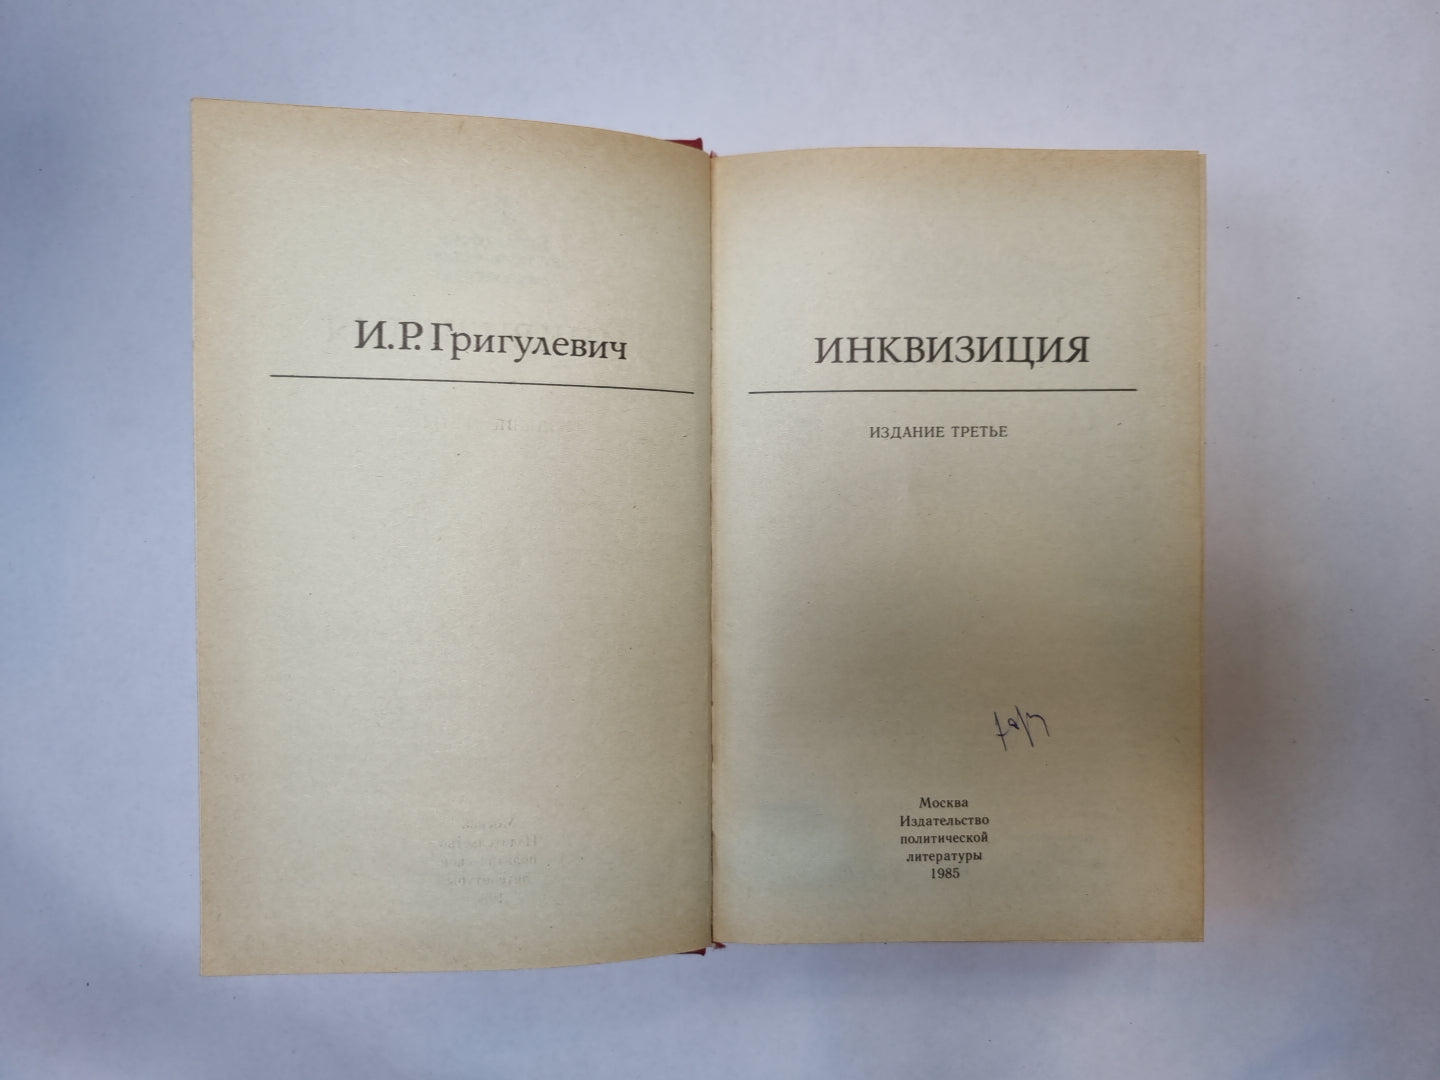 И.Р. Григулевич
ИНКВИЗИЦИЯ
ИЗДАНИЕ ТРЕТЬЕ
Москва
Издательство
политической
литературы
1985